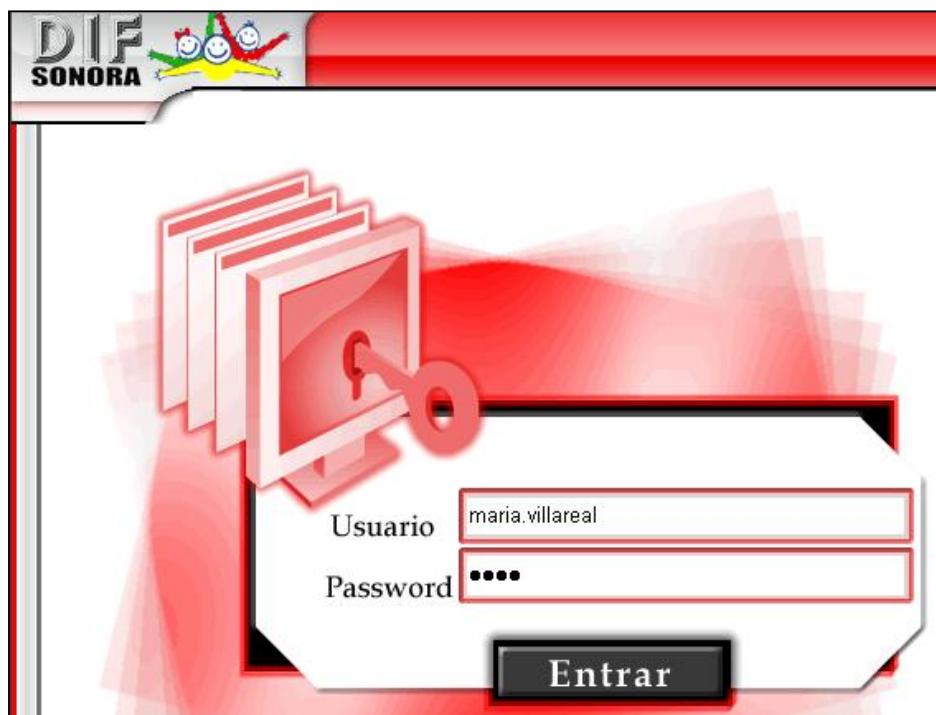 DIF
SONORA
Usuario
maria.villareal
Password
••••
Entrar